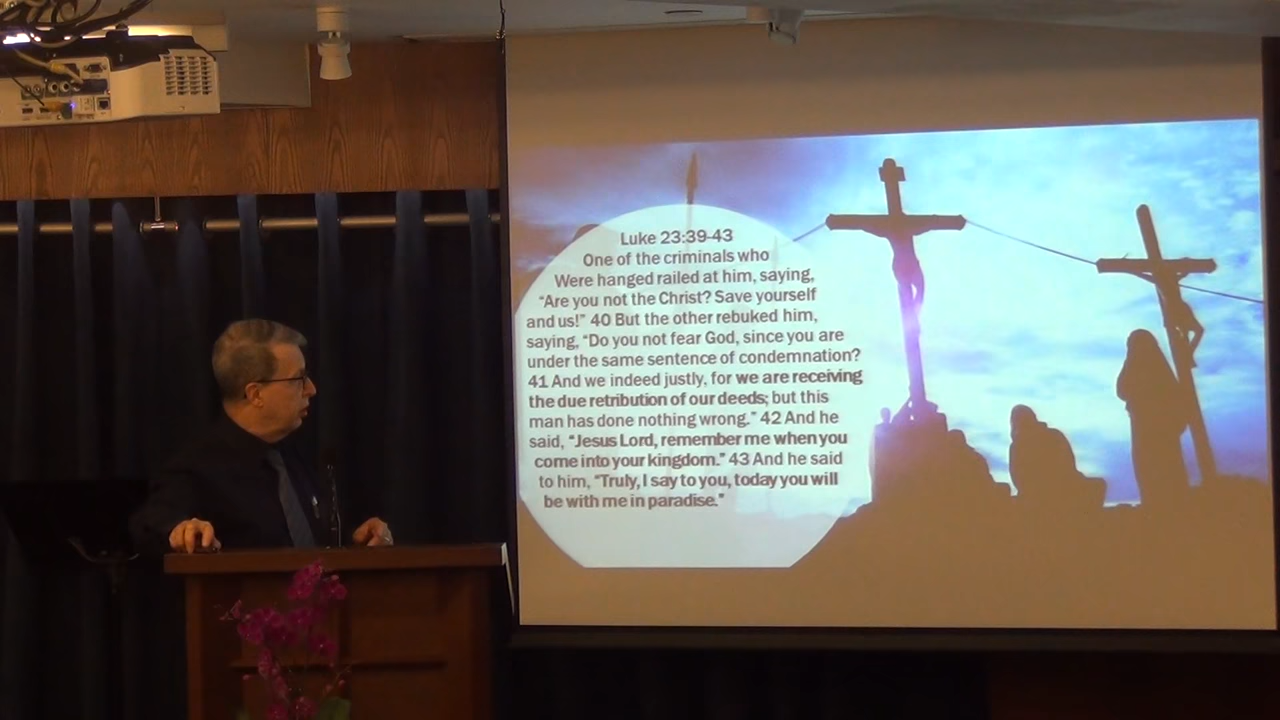 Luke 23:39-43
One of the criminals who
Were hanged railed at him, saying,
“Are you not the Christ? Save yourself
and us!” 40 But the other rebuked him,
saying, “Do you not fear God, since you are
under the same sentence of condemnation?
41 And we indeed justly, for we are receiving
the due retribution of our deeds; but this
man has done nothing wrong.” 42 And he
said, “Jesus Lord, remember me when you
come into your kingdom.” 43 And he said
to him, “Truly, I say to you, today you will
be with me in paradise.”